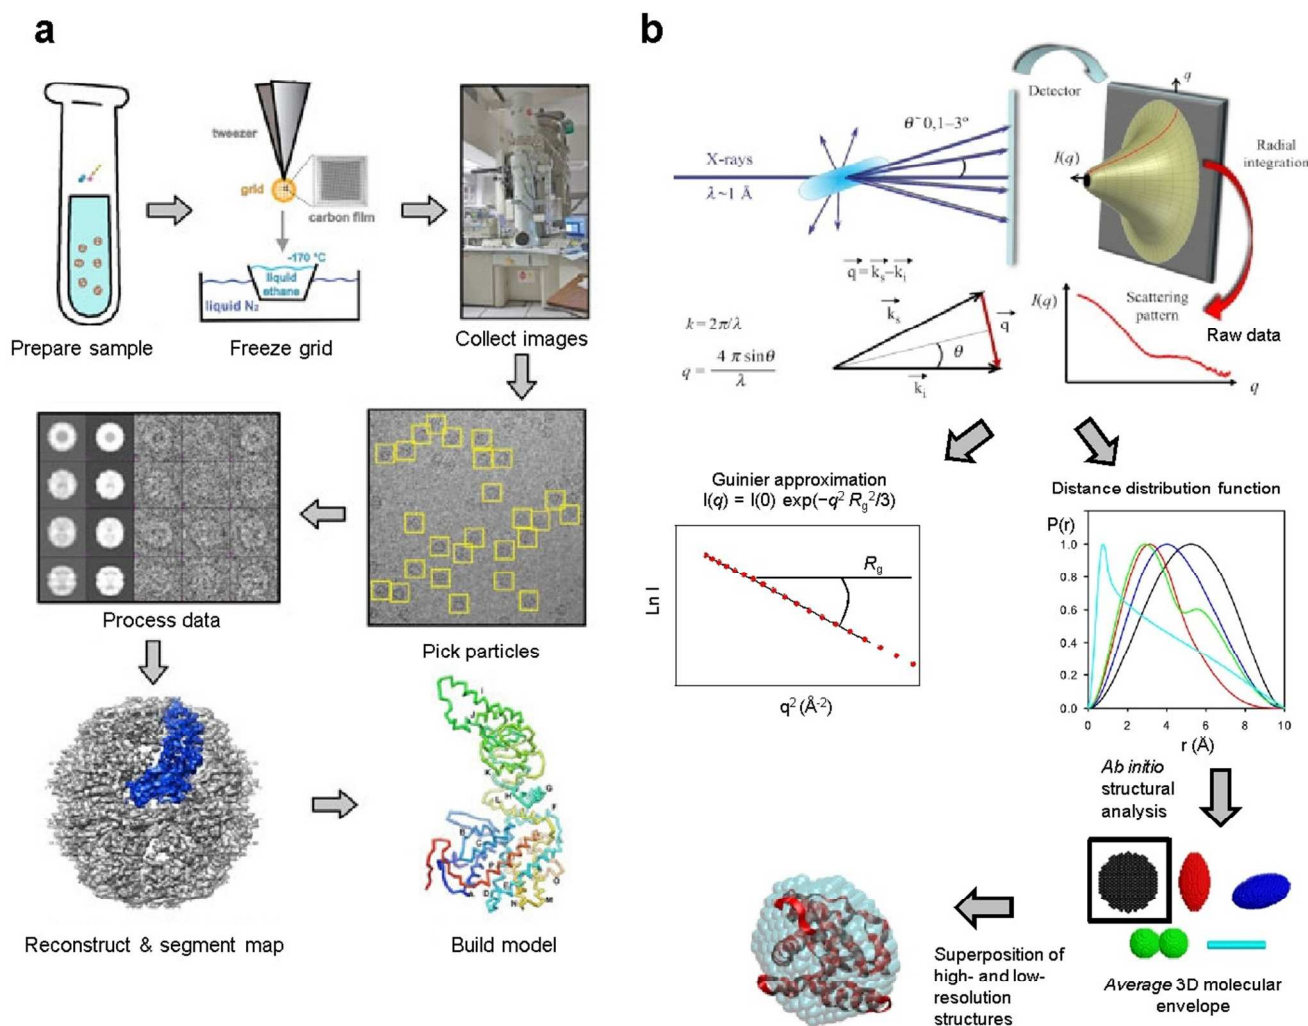 a
tweezer
grid
carbon film
-170 °C
liquid
ethane
liquid N₂
Prepare sample
Freeze grid
Collect images
Process data
Pick particles
I
J
K
G
H
L
F
B
C
P
E
A
D
N
M
O
Reconstruct & segment map
Build model
b
Detector
q
θ~0,1–3°
X-rays
λ~1 Å
I(q)
Radial
integration
q = kₛ–kᵢ
kₛ
q
k = 2π/λ
θ
q = 4 π sinθ / λ
kᵢ
I(q)
Scattering
pattern
Raw data
q
Guinier approximation
I(q) = I(0) exp(−q² Rg²/3)
Rg
Ln I
q² (Å⁻²)
Distance distribution function
P(r)
1.0
0.8
0.6
0.4
0.2
0.0
0 2 4 6 8 10
r (Å)
Ab initio
structural
analysis
Superposition of
high- and low-
resolution
structures
Average 3D molecular
envelope